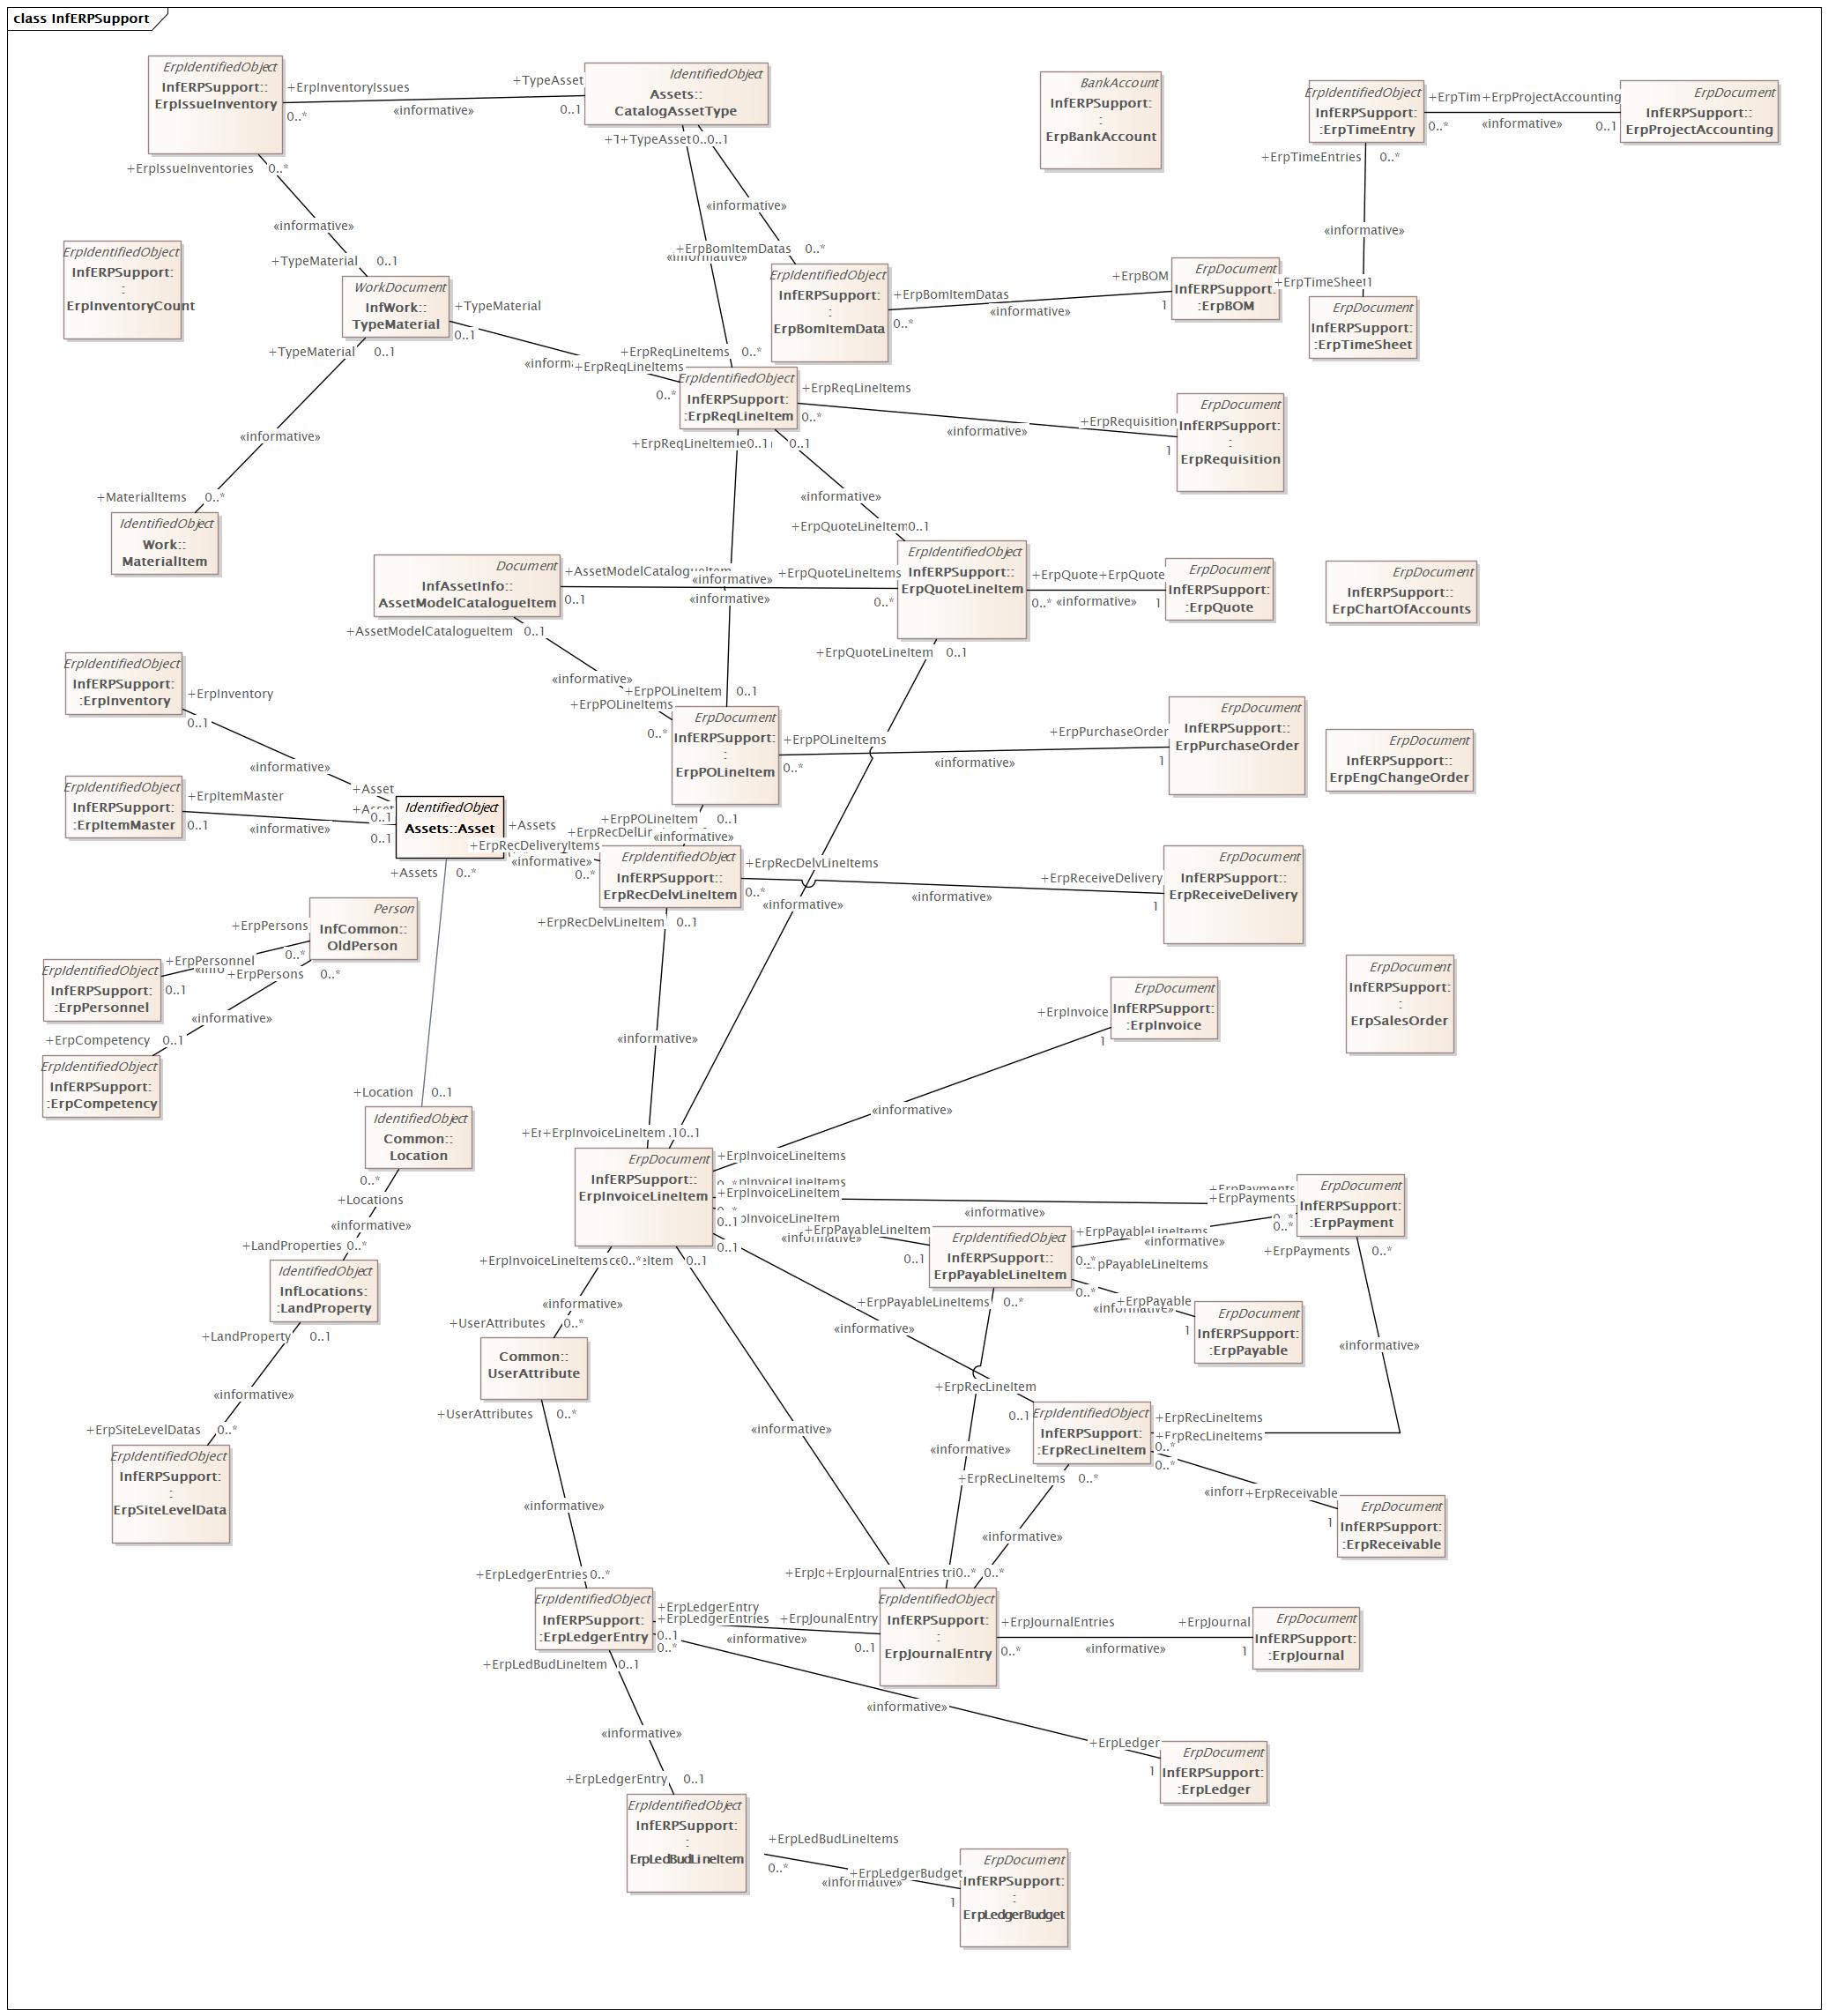 class InfERPSupport
ErpIdentifiedObject
InfERPSupport::
ErpIssueInventory
+ErpInventoryIssues
0..*
«informative»
+TypeAsset
0..1
IdentifiedObject
Assets::
CatalogAssetType
BankAccount
InfERPSupport:
:
ErpBankAccount
ErpIdentifiedObject
InfERPSupport:
:ErpTimeEntry
+ErpTim
+ErpProjectAccounting
0..*
«informative»
0..1
ErpDocument
InfERPSupport::
ErpProjectAccounting
+ErpIssueInventories 0..*
«informative»
+TypeMaterial 0..1
+TypeAsset
0..1
«informative»
+ErpBomItemDatas 0..*
«informative»
+ErpTimeEntries 0..*
«informative»
+ErpTimeSheet
1
ErpDocument
InfERPSupport:
:ErpTimeSheet
ErpIdentifiedObject
InfERPSupport:
:
ErpInventoryCount
WorkDocument
InfWork::
TypeMaterial
+TypeMaterial
0..1
+ErpReqLineItems
0..*
ErpIdentifiedObject
InfERPSupport:
:
ErpBomItemData
+ErpBomItemDatas
0..*
«informative»
+ErpBOM
1
ErpDocument
InfERPSupport:
:ErpBOM
+TypeMaterial 0..1
«informative»
+MaterialItems 0..*
IdentifiedObject
Work::
MaterialItem
+ErpReqLineItems 0..*
ErpIdentifiedObject
InfERPSupport:
:ErpReqLineItem
+ErpReqLineItems
0..*
«informative»
+ErpRequisition
1
ErpDocument
InfERPSupport:
:
ErpRequisition
+ErpReqLineItem
0..1
0..1
«informative»
+ErpQuoteLineItem
0..1
Document
InfAssetInfo::
AssetModelCatalogueItem
+AssetModelCatalogueItem
0..1
«informative»
«informative»
+ErpQuoteLineItems
0..*
ErpIdentifiedObject
InfERPSupport::
ErpQuoteLineItem
+ErpQuote
+ErpQuote
0..*
«informative»
1
ErpDocument
InfERPSupport:
:ErpQuote
ErpDocument
InfERPSupport::
ErpChartOfAccounts
+AssetModelCatalogueItem 0..1
«informative»
+ErpPOLineItem 0..1
+ErpPOLineItems
0..*
+ErpQuoteLineItem 0..1
ErpIdentifiedObject
InfERPSupport:
:ErpInventory
+ErpInventory
0..1
«informative»
+Asset
0..1
ErpDocument
InfERPSupport:
:
ErpPOLineItem
+ErpPOLineItems
0..*
«informative»
+ErpPurchaseOrder
1
ErpDocument
InfERPSupport::
ErpPurchaseOrder
ErpDocument
InfERPSupport::
ErpEngChangeOrder
ErpIdentifiedObject
InfERPSupport:
:ErpItemMaster
+ErpItemMaster
0..1
«informative»
0..1
IdentifiedObject
Assets::Asset
+Assets
+ErpRecDeliveryItems
«informative»
0..*
+ErpPOLineItem 0..1
«informative»
ErpIdentifiedObject
InfERPSupport::
ErpRecDelvLineItem
+ErpRecDelvLineItems
0..*
«informative»
«informative»
+ErpReceiveDelivery
1
ErpDocument
InfERPSupport::
ErpReceiveDelivery
+Assets 0..*
+ErpRecDelvLineItem 0..1
Person
InfCommon::
OldPerson
+ErpPersons
0..*
+ErpPersonnel
0..1
+ErpPersons 0..*
ErpIdentifiedObject
InfERPSupport:
:ErpPersonnel
«informative»
+ErpCompetency 0..1
ErpIdentifiedObject
InfERPSupport:
:ErpCompetency
«informative»
ErpDocument
InfERPSupport:
:ErpInvoice
+ErpInvoice
1
ErpDocument
InfERPSupport:
:
ErpSalesOrder
+Location 0..1
IdentifiedObject
Common::
Location
0..*
+Locations
«informative»
+LandProperties 0..*
IdentifiedObject
InfLocations:
:LandProperty
+LandProperty 0..1
«informative»
+ErpSiteLevelDatas 0..*
ErpIdentifiedObject
InfERPSupport:
:
ErpSiteLevelData
«informative»
+ErpInvoiceLineItem
0..1
ErpDocument
InfERPSupport::
ErpInvoiceLineItem
+ErpInvoiceLineItems
+ErpInvoiceLineItem
0..1
0..1
«informative»
+ErpPayments
0..*
ErpDocument
InfERPSupport:
:ErpPayment
+ErpPayableLineItem
0..1
ErpIdentifiedObject
InfERPSupport:
:ErpPayableLineItem
+ErpPayableLineItems
0..*
«informative»
0..*
+ErpPayable
1
ErpDocument
InfERPSupport:
:ErpPayable
+ErpPayments 0..*
«informative»
+ErpInvoiceLineItems
0..*
0..1
«informative»
+UserAttributes 0..*
Common::
UserAttribute
+UserAttributes 0..*
«informative»
+ErpPayableLineItems 0..*
«informative»
+ErpRecLineItem
0..1
ErpIdentifiedObject
InfERPSupport:
:ErpRecLineItem
+ErpRecLineItems
+ErpRecLineItems
0..*
0..*
+ErpReceivable
1
ErpDocument
InfERPSupport:
:ErpReceivable
«informative»
«informative»
+ErpRecLineItems 0..*
«informative»
+ErpLedgerEntries 0..*
+ErpJournalEntries
0..*
0..*
ErpIdentifiedObject
InfERPSupport:
:ErpLedgerEntry
+ErpLedgerEntry
+ErpLedgerEntries
0..1
0..*
«informative»
+ErpJounalEntry
0..1
ErpIdentifiedObject
InfERPSupport:
:
ErpJournalEntry
+ErpJournalEntries
0..*
«informative»
+ErpJournal
1
ErpDocument
InfERPSupport:
:ErpJournal
+ErpLedBudLineItem 0..1
«informative»
«informative»
+ErpLedger
1
ErpDocument
InfERPSupport:
:ErpLedger
+ErpLedgerEntry 0..1
ErpIdentifiedObject
InfERPSupport:
:
ErpLedBudLineItem
+ErpLedBudLineItems
0..*
«informative»
+ErpLedgerBudget
1
ErpDocument
InfERPSupport:
:
ErpLedgerBudget